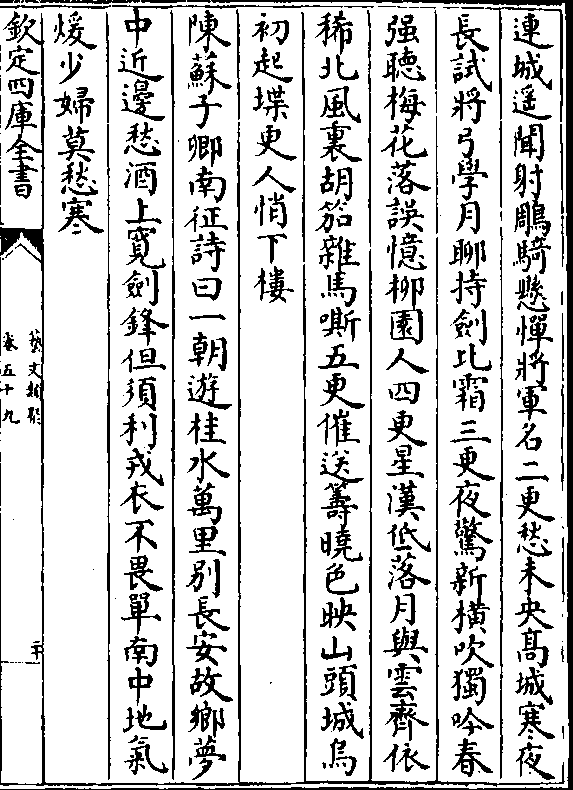 連城遥聞射鵰騎懸憚將軍名二更愁未央髙城寒夜
長試將弓學月聊持劍比霜三更夜驚新横吹獨吟春
强聽梅花落誤憶栁園人四更星漢低落月與雲齊依
稀北風裏胡笳雜馬嘶五更催送籌曉色映山頭城烏
初起堞更人悄下樓
陳蘇子卿南征詩曰一朝遊桂水萬里别長安故鄉夢
中近邊愁酒上寛劍鋒但須利戎衣不畏單南中地氣
煖少婦莫愁寒
欽定四庫全書
藝文類聚
卷五十九
二十